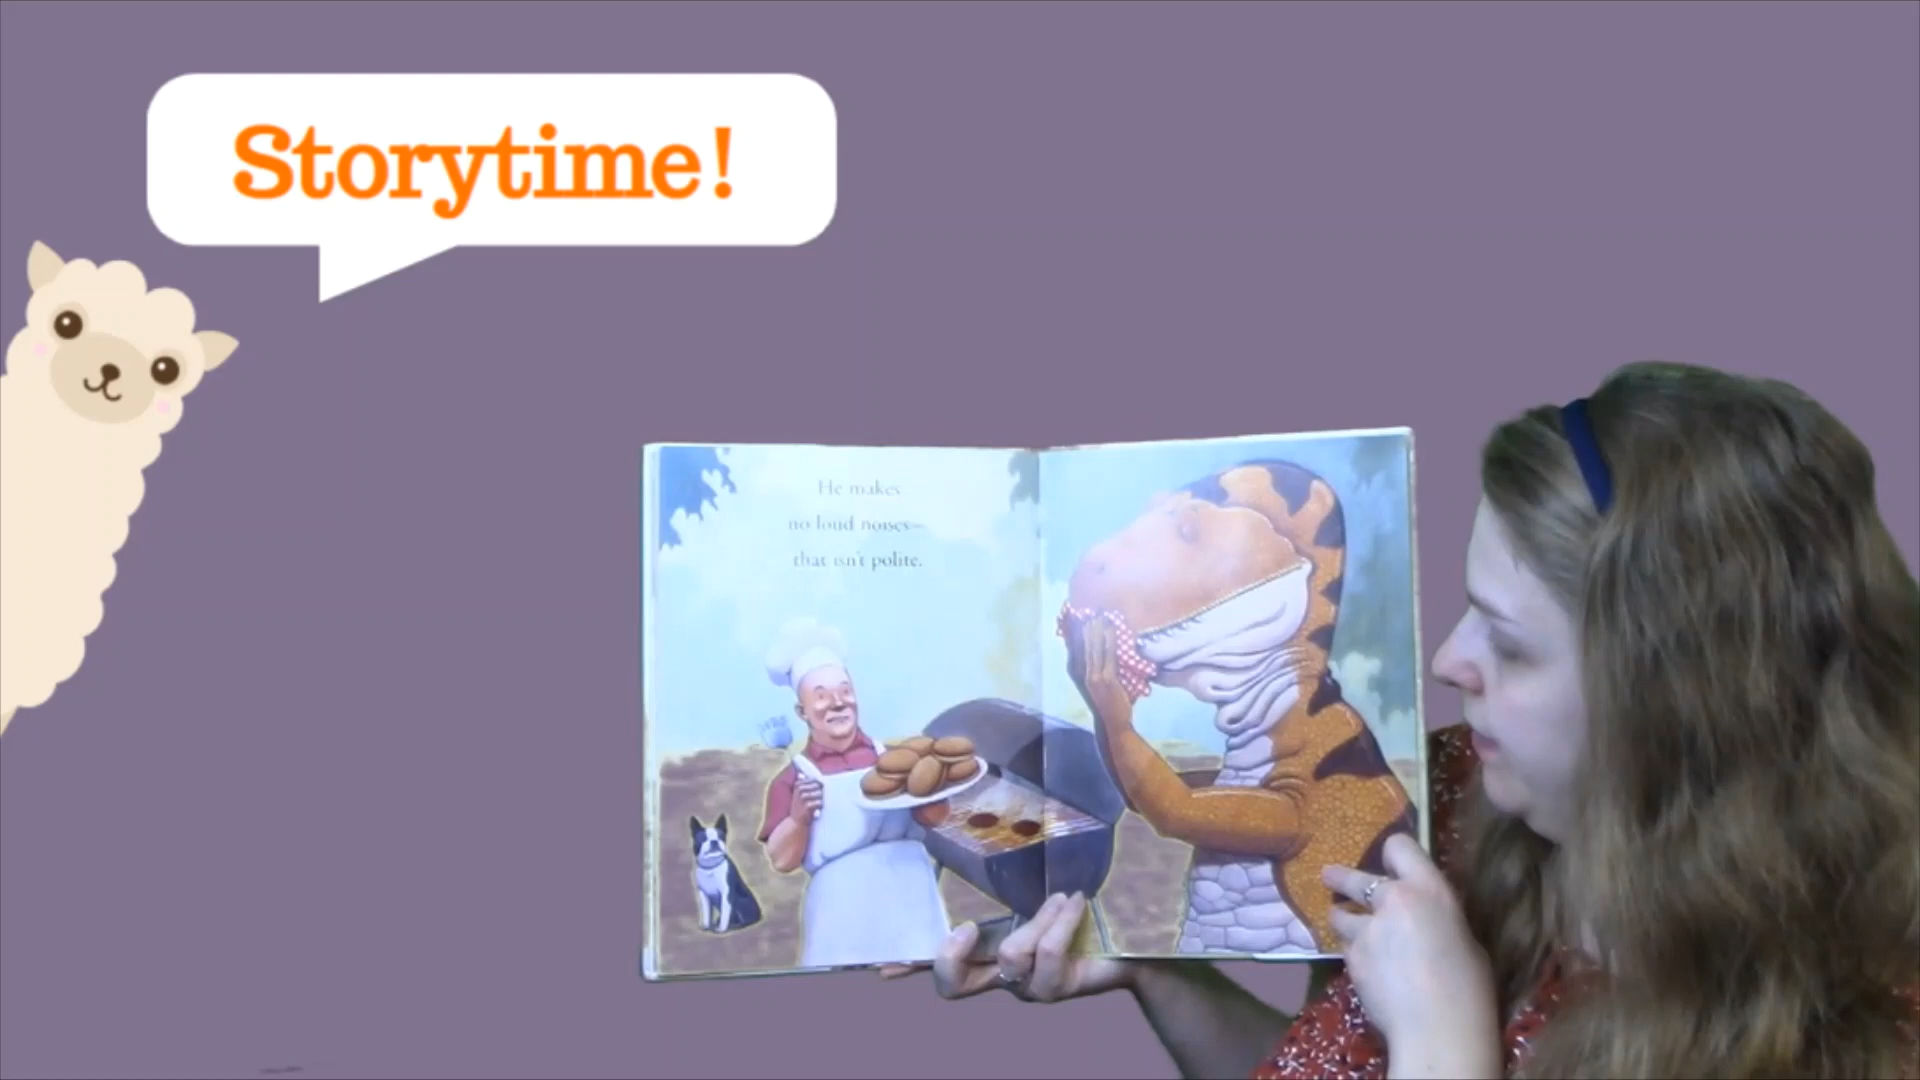 Storytime!
He makes
no loud noises—
that isn't polite.